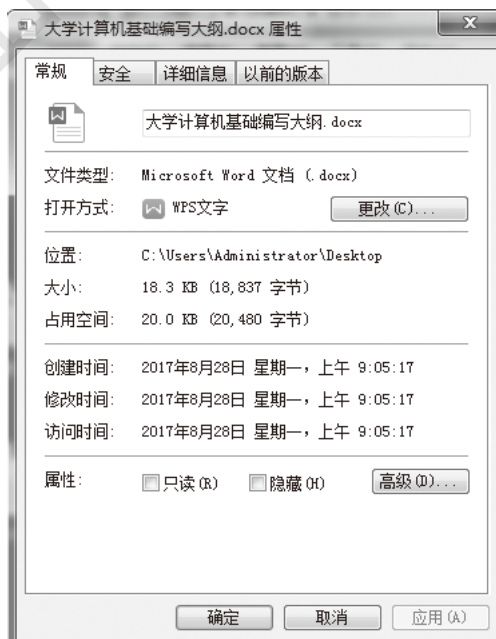 大学计算机基础编写大纲.docx 属性
常规 安全 详细信息 以前的版本
大学计算机基础编写大纲.docx
文件类型: Microsoft Word 文档 (.docx)
打开方式: WPS文字 更改(C)...
位置: C:\Users\Administrator\Desktop
大小: 18.3 KB (18,837 字节)
占用空间: 20.0 KB (20,480 字节)
创建时间: 2017年8月28日 星期一，上午 9:05:17
修改时间: 2017年8月28日 星期一，上午 9:05:17
访问时间: 2017年8月28日 星期一，上午 9:05:17
属性: 只读(R) 隐藏(H) 高级(D)...
确定 取消 应用(A)